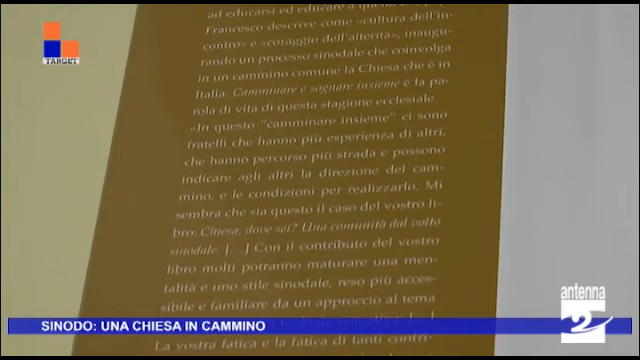 ad educarsi ed educare a
Francesco descrive come «cultura dell'in-
contro» e «coraggio dell'alterità», inaugu-
rando un processo sinodale che coinvolga
in un cammino comune la Chiesa che è in
Italia. Camminare e sognare insieme è la pa-
rola di vita di questa stagione ecclesiale.
«In questo "camminare insieme" ci sono
fratelli che hanno più esperienza di altri,
che hanno percorso più strada e possono
indicare agli altri la direzione del cam-
mino, e le condizioni per realizzarlo. Mi
sembra che sia questo il caso del vostro li-
bro: Chiesa, dove sei? Una comunità dal volto
sinodale. [...] Con il contributo del vostro
libro molti potranno maturare una men-
talità e uno stile sinodale, reso più acces-
sibile e familiare da un approccio al tema
La vostra fatica e la fatica di tanti contri-
TARGET
antenna
2
SINODO: UNA CHIESA IN CAMMINO